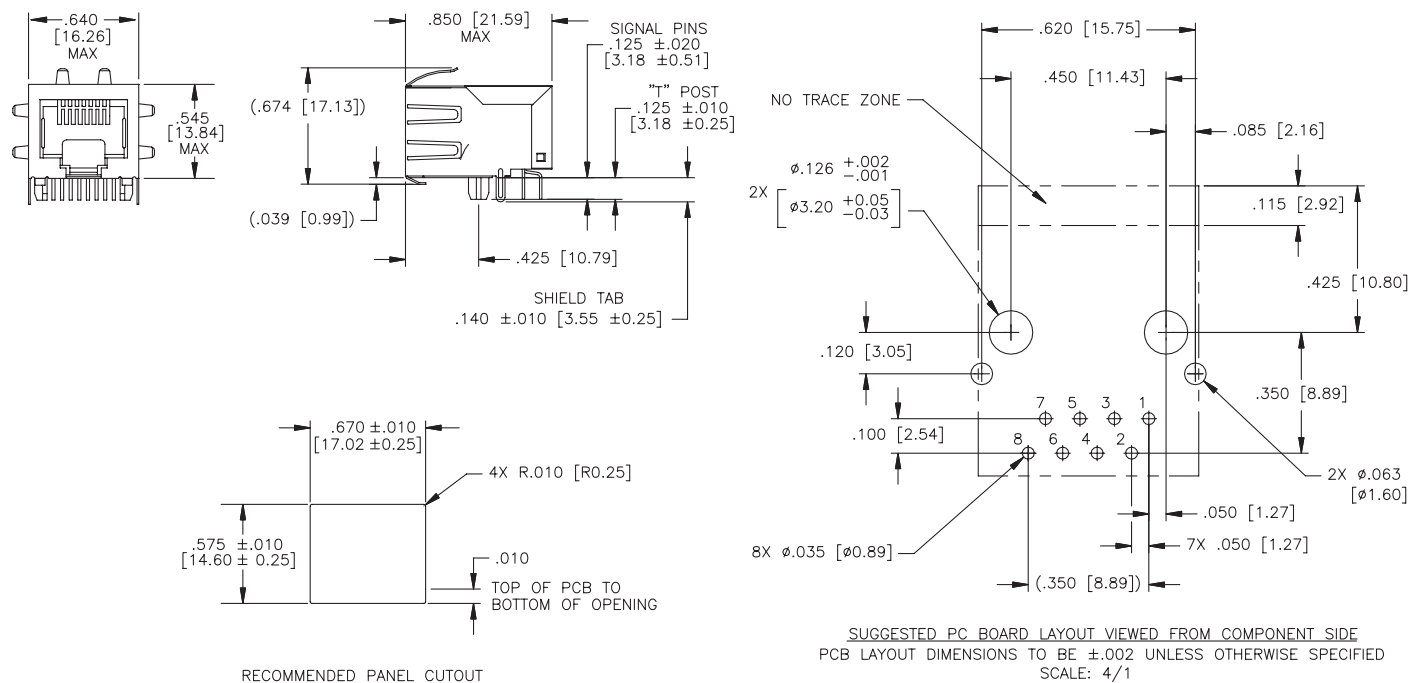 .640
[16.26]
MAX
.545
[13.84]
MAX
.850 [21.59]
MAX
(.674 [17.13])
(.039 [0.99])
SIGNAL PINS
.125 ±.020
[3.18 ±0.51]
"T" POST
.125 ±.010
[3.18 ±0.25]
.425 [10.79]
SHIELD TAB
.140 ±.010 [3.55 ±0.25]
.670 ±.010
[17.02 ±0.25]
4X R.010 [R0.25]
.575 ±.010
[14.60 ± 0.25]
.010
TOP OF PCB TO
BOTTOM OF OPENING
RECOMMENDED PANEL CUTOUT
.620 [15.75]
.450 [11.43]
NO TRACE ZONE
.085 [2.16]
ø.126 +.002 -.001
2X [ø3.20 +0.05 -0.03]
.115 [2.92]
.425 [10.80]
.120 [3.05]
.350 [8.89]
7 5 3 1
.100 [2.54]
8 6 4 2
2X ø.063
[ø1.60]
.050 [1.27]
8X ø.035 [ø0.89]
7X .050 [1.27]
(.350 [8.89])
SUGGESTED PC BOARD LAYOUT VIEWED FROM COMPONENT SIDE
PCB LAYOUT DIMENSIONS TO BE ±.002 UNLESS OTHERWISE SPECIFIED
SCALE: 4/1